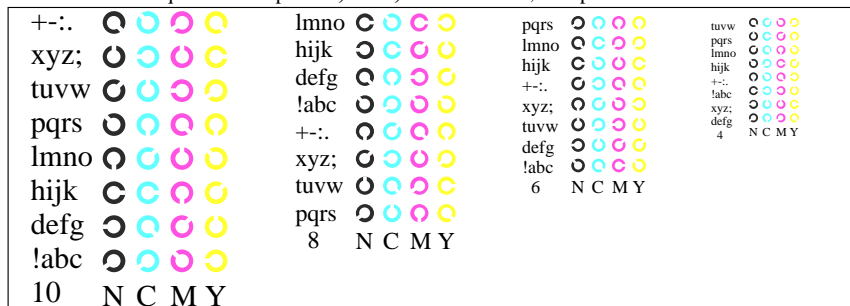 +-:.
xyz;
tuvw
pqrs
lmno
hijk
defg
!abc
10 N C M Y
lmno
hijk
defg
!abc
+-:.
xyz;
tuvw
pqrs
8 N C M Y
pqrs
lmno
hijk
+-:.
xyz;
tuvw
defg
!abc
6 N C M Y
tuvw
pqrs
lmno
hijk
+-:.
!abc
xyz;
defg
4 N C M Y